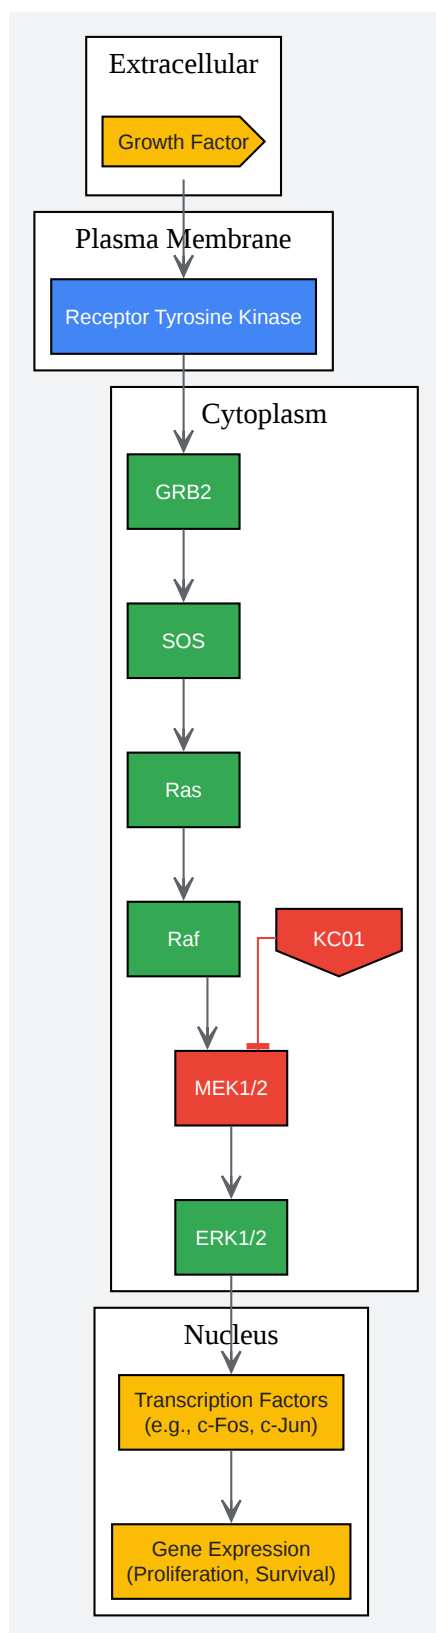 Extracellular
Growth Factor
Plasma Membrane
Receptor Tyrosine Kinase
Cytoplasm
GRB2
SOS
Ras
Raf
KC01
MEK1/2
ERK1/2
Nucleus
Transcription Factors
(e.g., c-Fos, c-Jun)
Gene Expression
(Proliferation, Survival)